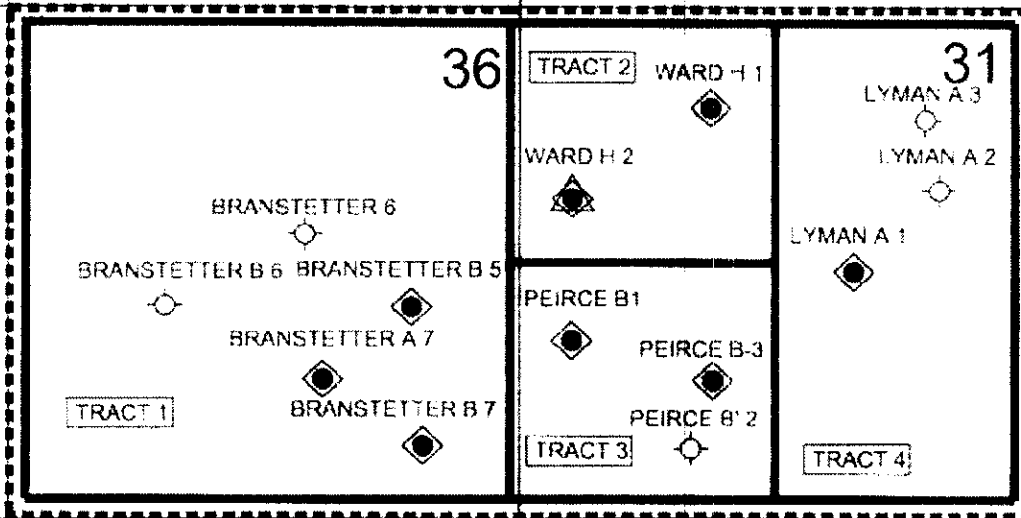 36
TRACT 2
WARD H 1
31
LYMAN A 3
WARD H 2
LYMAN A 2
BRANSTETTER 6
LYMAN A 1
BRANSTETTER B 6
BRANSTETTER B 5
PEIRCE B1
BRANSTETTER A 7
PEIRCE B-3
TRACT 1
BRANSTETTER B 7
PEIRCE B' 2
TRACT 3
TRACT 4